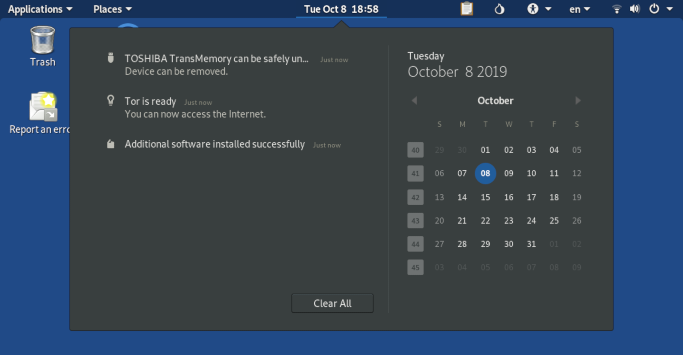 Applications Places Tue Oct 8 18:58 en
Trash
Report an erro
TOSHIBA TransMemory can be safely un... Just now
Device can be removed.
Tor is ready Just now
You can now access the Internet.
Additional software installed successfully Just now
Clear All
Tuesday
October 8 2019
October
S M T W T F S
40 29 30 01 02 03 04 05
41 06 07 08 09 10 11 12
42 13 14 15 16 17 18 19
43 20 21 22 23 24 25 26
44 27 28 29 30 31 01 02
45 03 04 05 06 07 08 09